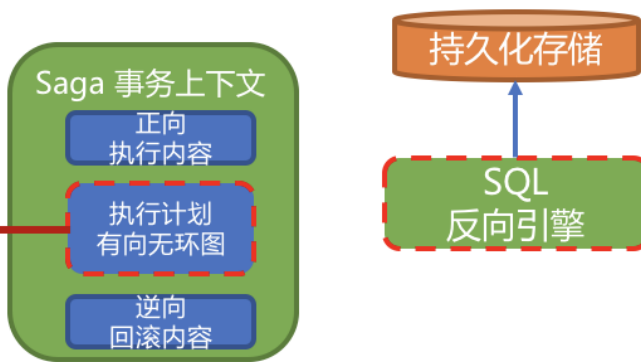 Saga 事务上下文
正向
执行内容
执行计划
有向无环图
逆向
回滚内容
持久化存储
SQL
反向引擎